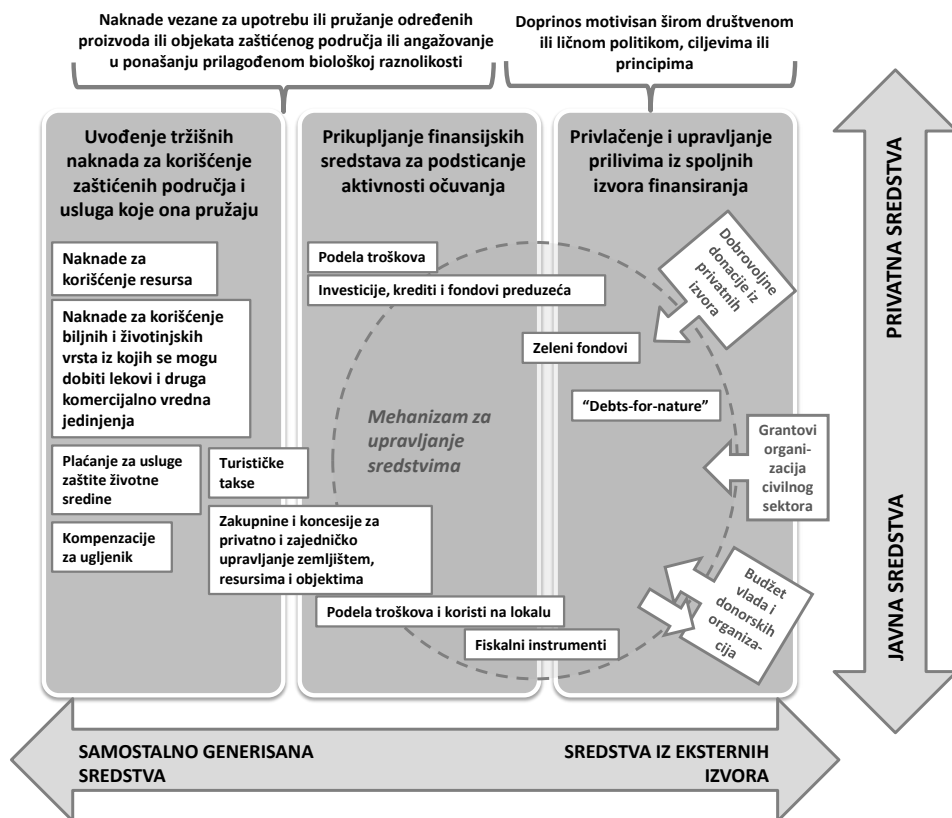 Naknade vezane za upotrebu ili pružanje određenih
proizvoda ili objekata zaštićenog područja ili angažovanje
u ponašanju prilagođenom biološkoj raznolikosti
Doprinos motivisan širom društvenom
ili ličnom politikom, ciljevima ili
principima
Uvođenje tržišnih
naknada za korišćenje
zaštićenih područja i
usluga koje ona pružaju
Naknade za
korišćenje resursa
Naknade za korišćenje
biljnih i životinjskih
vrsta iz kojih se mogu
dobiti lekovi i druga
komercijalno vredna
jedinjenja
Plaćanje za usluge
zaštite životne
sredine
Turističke
takse
Kompenzacije
za ugljenik
Zakupnine i koncesije za
privatno i zajedničko
upravljanje zemljištem,
resursima i objektima
Prikupljanje finansijskih
sredstava za podsticanje
aktivnosti očuvanja
Podela troškova
Investicije, krediti i fondovi preduzeća
Zeleni fondovi
Mehanizam za
upravljanje
sredstvima
Podela troškova i koristi na lokalu
Fiskalni instrumenti
Privlačenje i upravljanje
prilivima iz spoljnih
izvora finansiranja
Dobrovoljne
donacije iz
privatnih
izvora
“Debts-for-nature”
Grantovi
organi-
zacija
civilnog
sektora
Budžet
vlada i
donorskih
organiza-
cija
PRIVATNA SREDSTVA
JAVNA SREDSTVA
SAMOSTALNO GENERISANA
SREDSTVA
SREDSTVA IZ EKSTERNIH
IZVORA